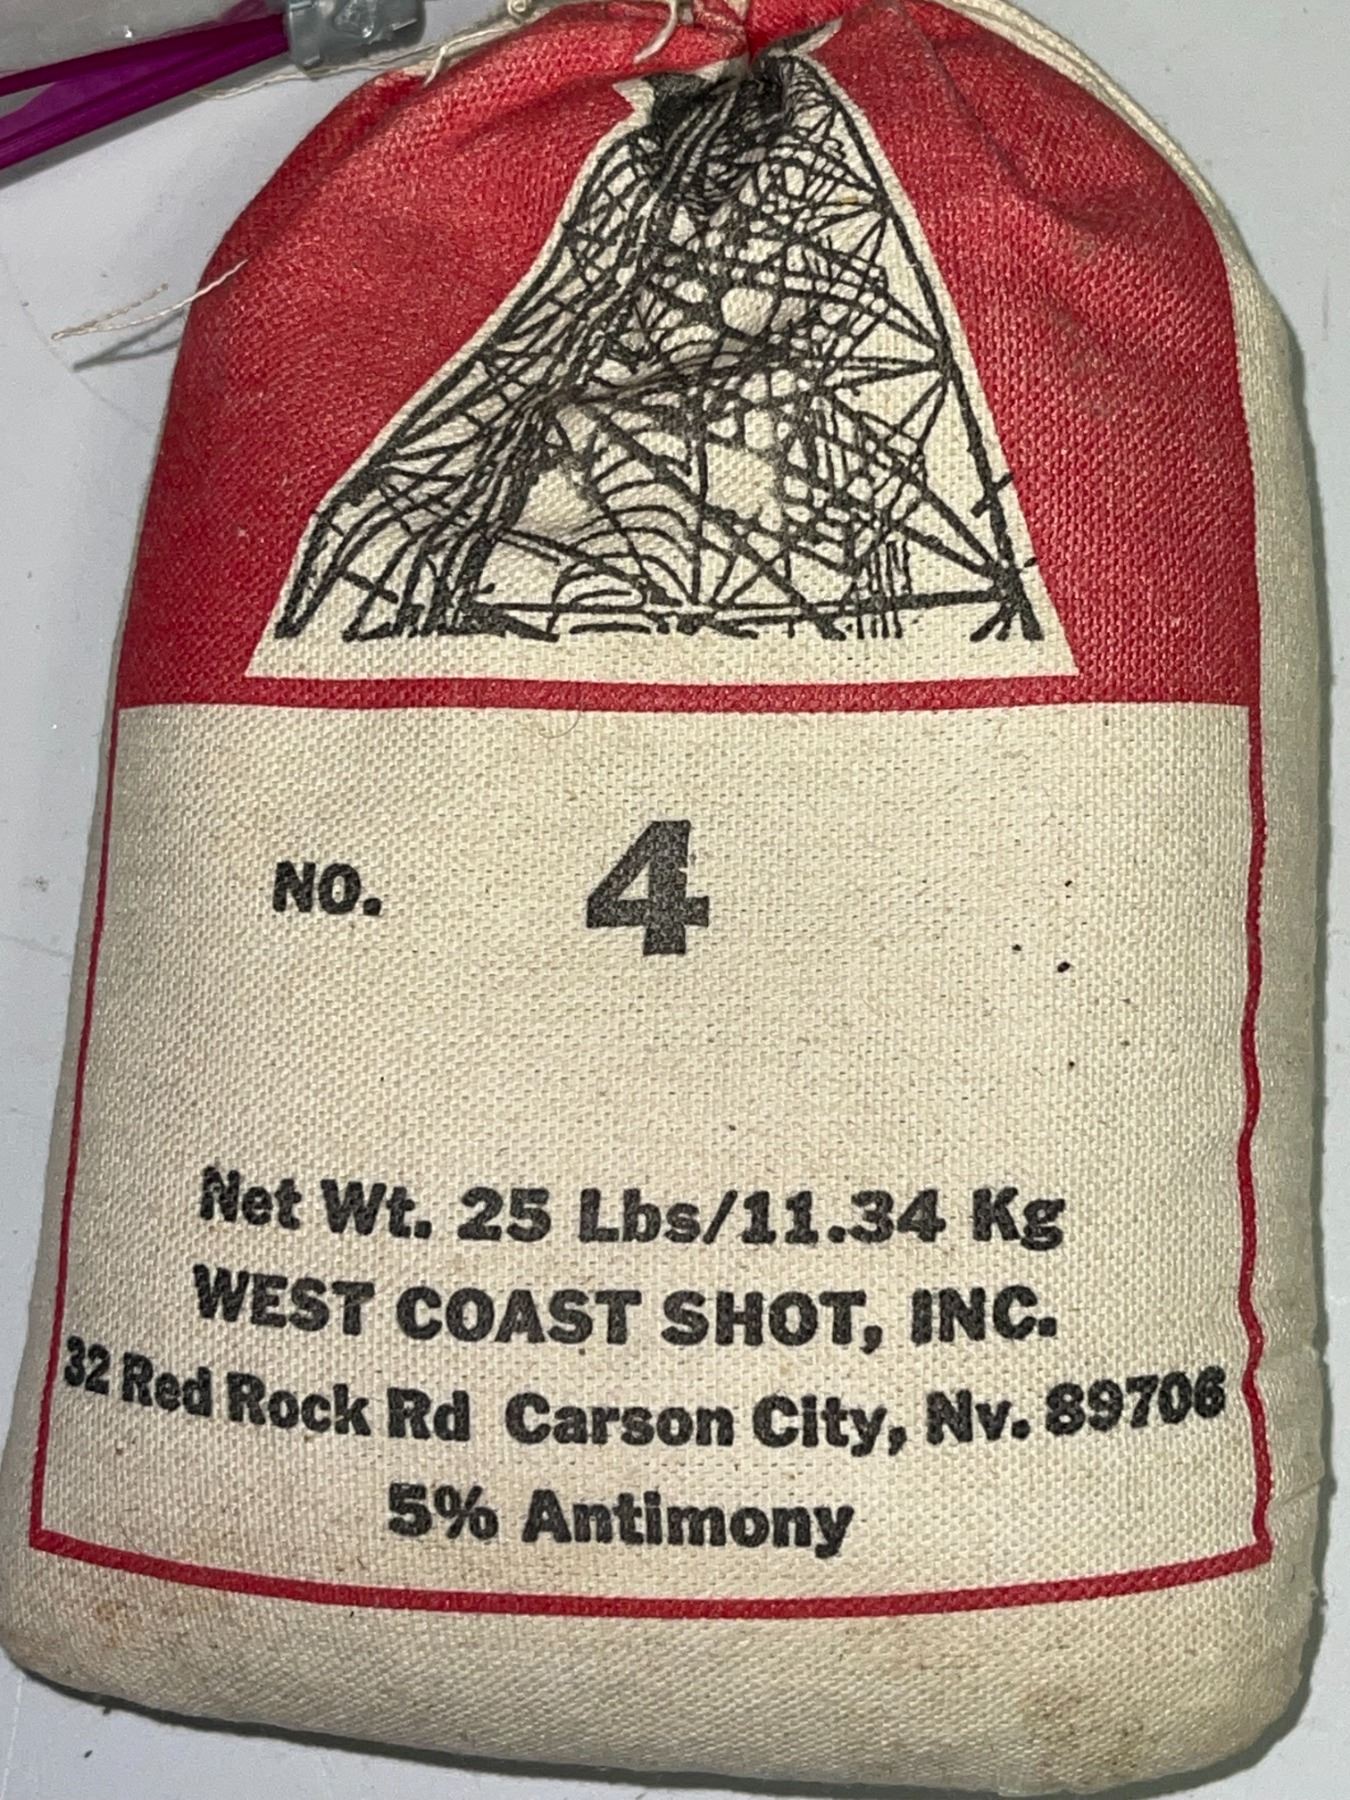 NO. 4
Net Wt. 25 Lbs/11.34 Kg
WEST COAST SHOT, INC.
32 Red Rock Rd Carson City, Nv. 89706
5% Antimony